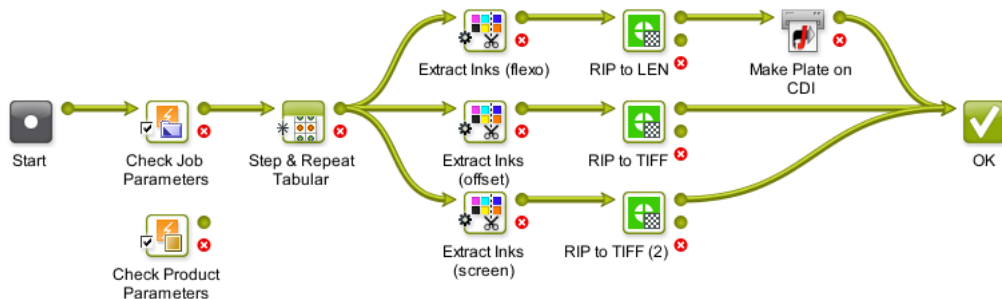 Extract Inks (flexo)
RIP to LEN
Make Plate on
CDI
Start
Check Job
Parameters
Step & Repeat
Tabular
Extract Inks
(offset)
RIP to TIFF
OK
Check Product
Parameters
Extract Inks
(screen)
RIP to TIFF (2)